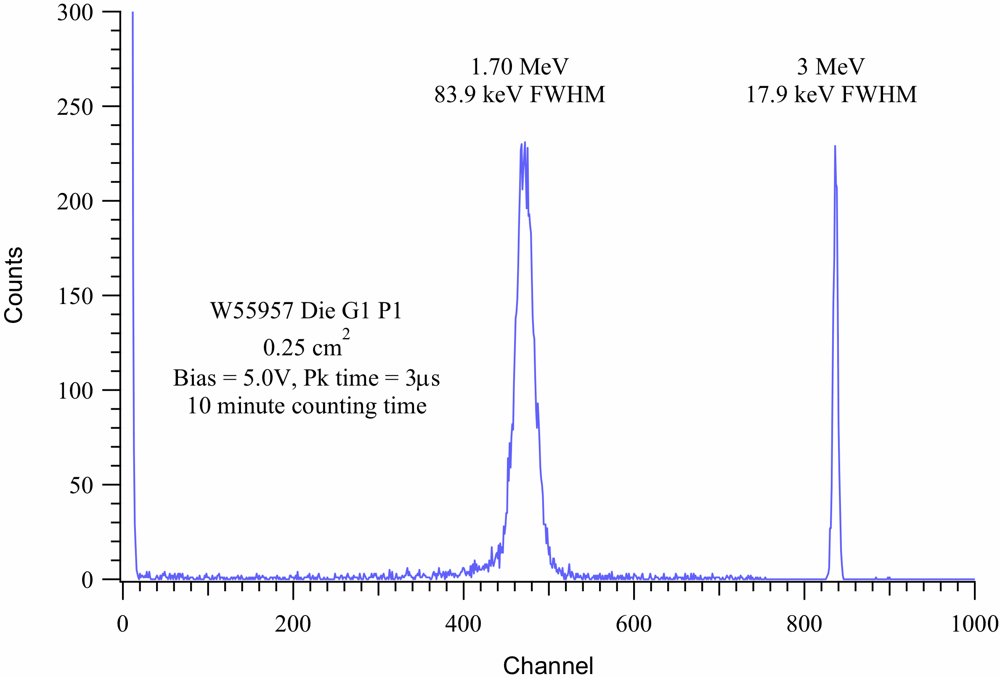 300
250
200
150
100
50
0
Counts
1.70 MeV
83.9 keV FWHM
3 MeV
17.9 keV FWHM
W55957 Die G1 P1
0.25 cm²
Bias = 5.0V, Pk time = 3μs
10 minute counting time
0 200 400 600 800 1000
Channel